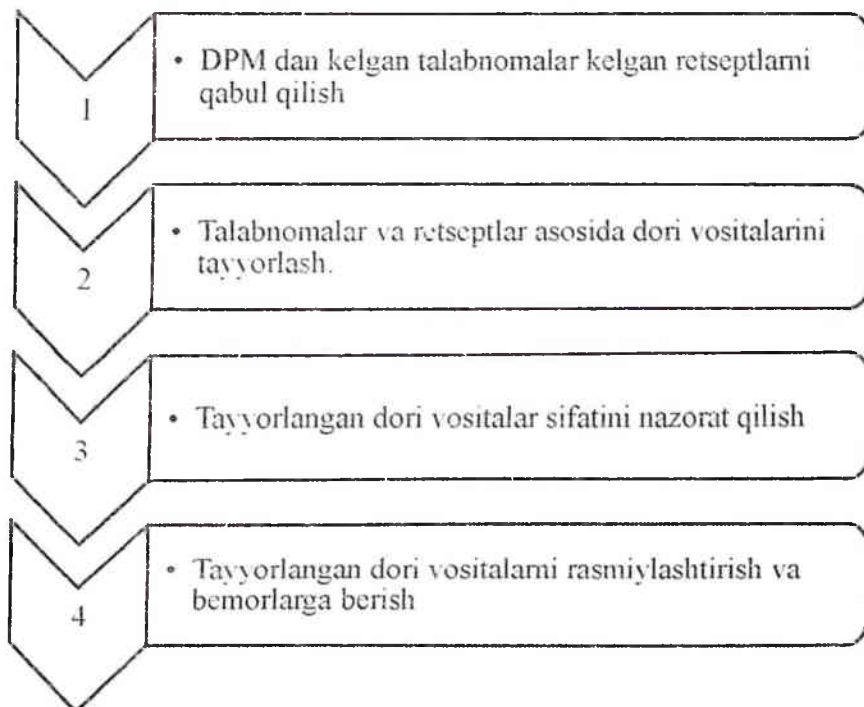 1
• DPM dan kelgan talabnomalar kelgan retseptlarni
qabul qilish
2
• Talabnomalar va retseptlar asosida dori vositalarini
tayyorlash.
3
• Tayyorlangan dori vositalar sifatini nazorat qilish
4
• Tayyorlangan dori vositalarni rasmiylashtirish va
bemorlarga berish